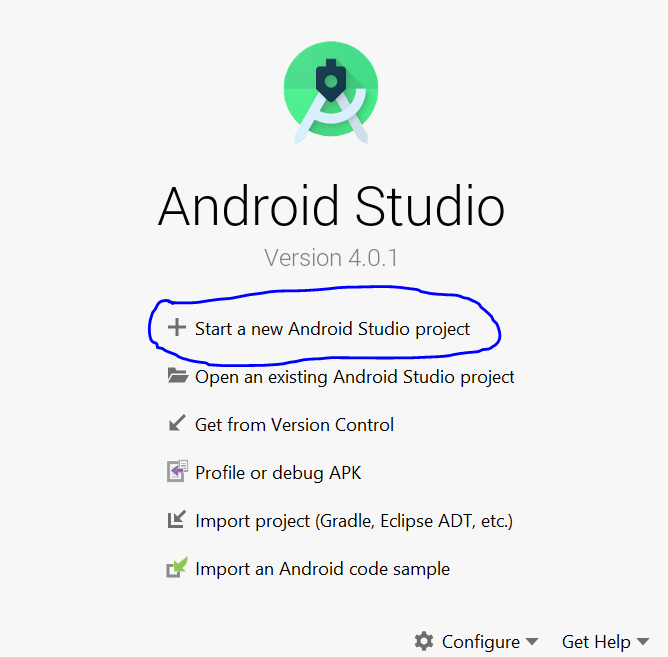 Android Studio
Version 4.0.1
Start a new Android Studio project
Open an existing Android Studio project
Get from Version Control
Profile or debug APK
Import project (Gradle, Eclipse ADT, etc.)
Import an Android code sample
Configure Get Help